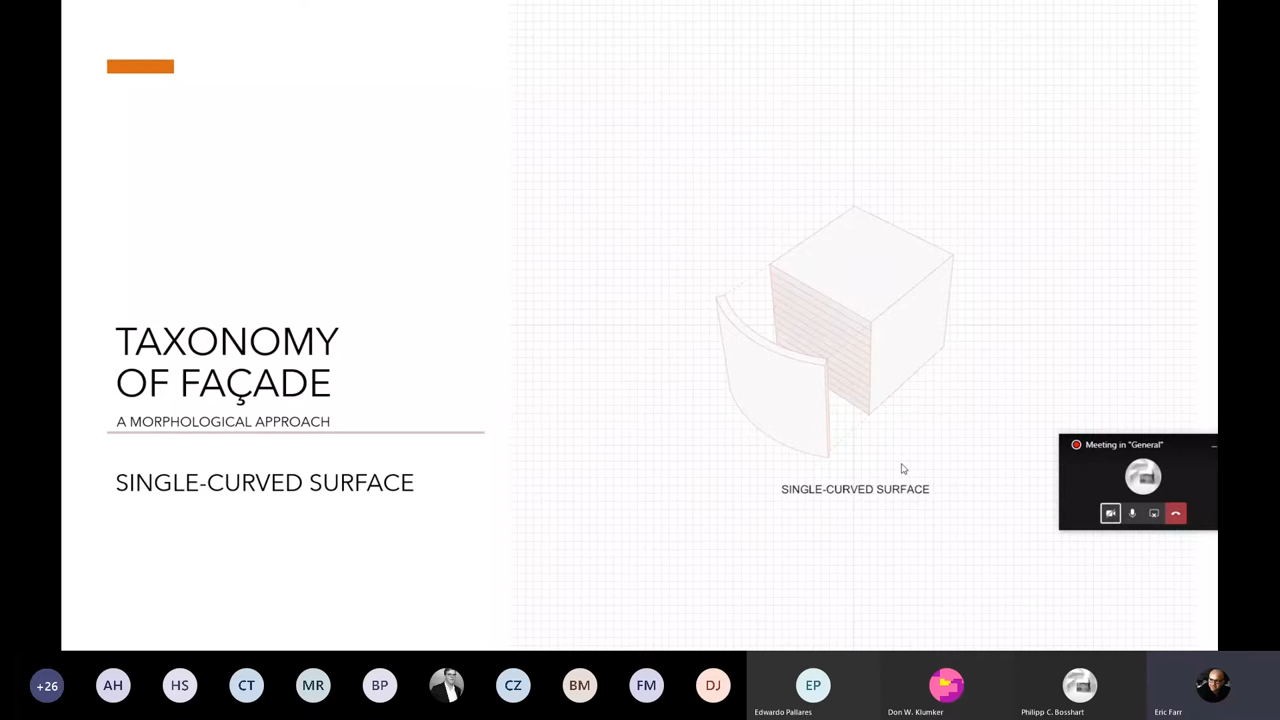 TAXONOMY
OF FAÇADE
A MORPHOLOGICAL APPROACH
SINGLE-CURVED SURFACE
SINGLE-CURVED SURFACE
Meeting in "General"
+26
AH
HS
CT
MR
BP
CZ
BM
FM
DJ
EP
Edwardo Pallares
Don W. Klumker
Philipp C. Bosshart
Eric Farr